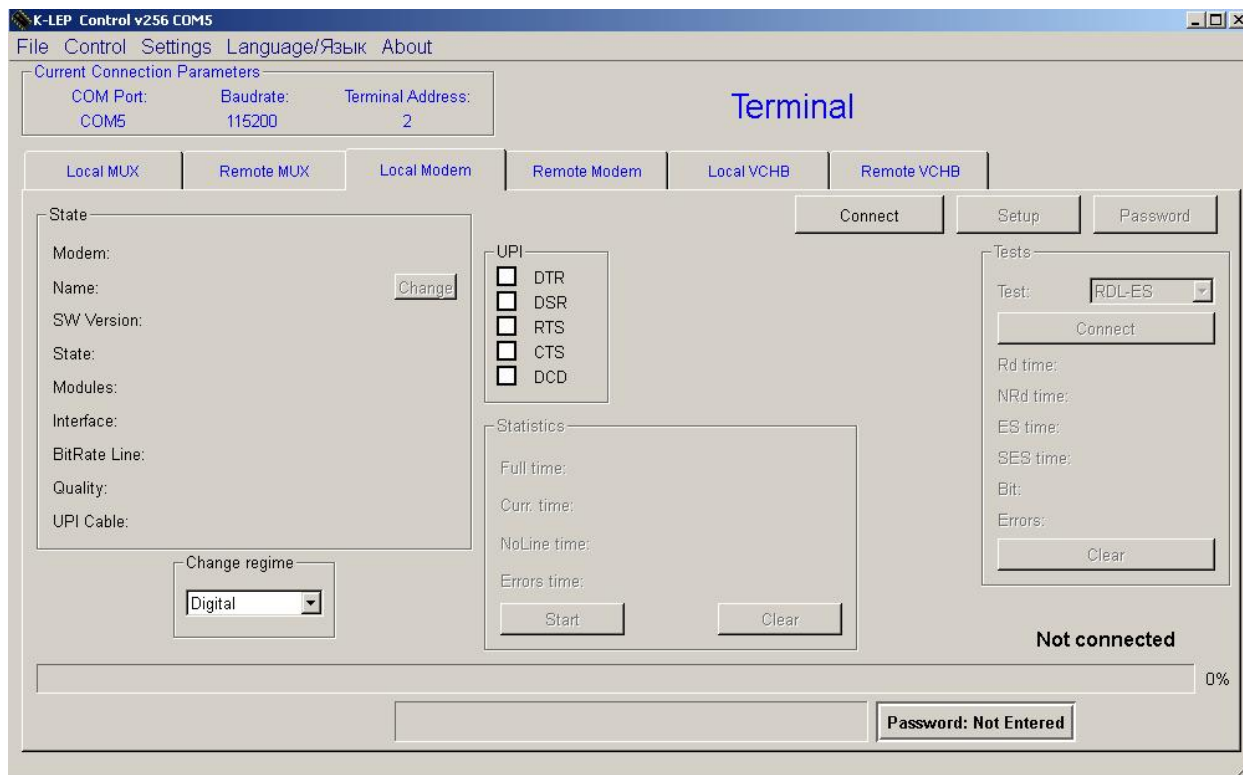 K-LEP Control v256 COM5
File Control Settings Language/Язык About
Current Connection Parameters
COM Port: Baudrate: Terminal Address:
COM5 115200 2
Terminal
Local MUX Remote MUX Local Modem Remote Modem Local VCHB Remote VCHB
Connect Setup Password
State
Modem:
Name: Change
SW Version:
State:
Modules:
Interface:
BitRate Line:
Quality:
UPI Cable:
Change regime
Digital
UPI
DTR
DSR
RTS
CTS
DCD
Statistics
Full time:
Curr. time:
NoLine time:
Errors time:
Start Clear
Tests
Test: RDL-ES
Connect
Rd time:
NRd time:
ES time:
SES time:
Bit:
Errors:
Clear
Not connected
0%
Password: Not Entered